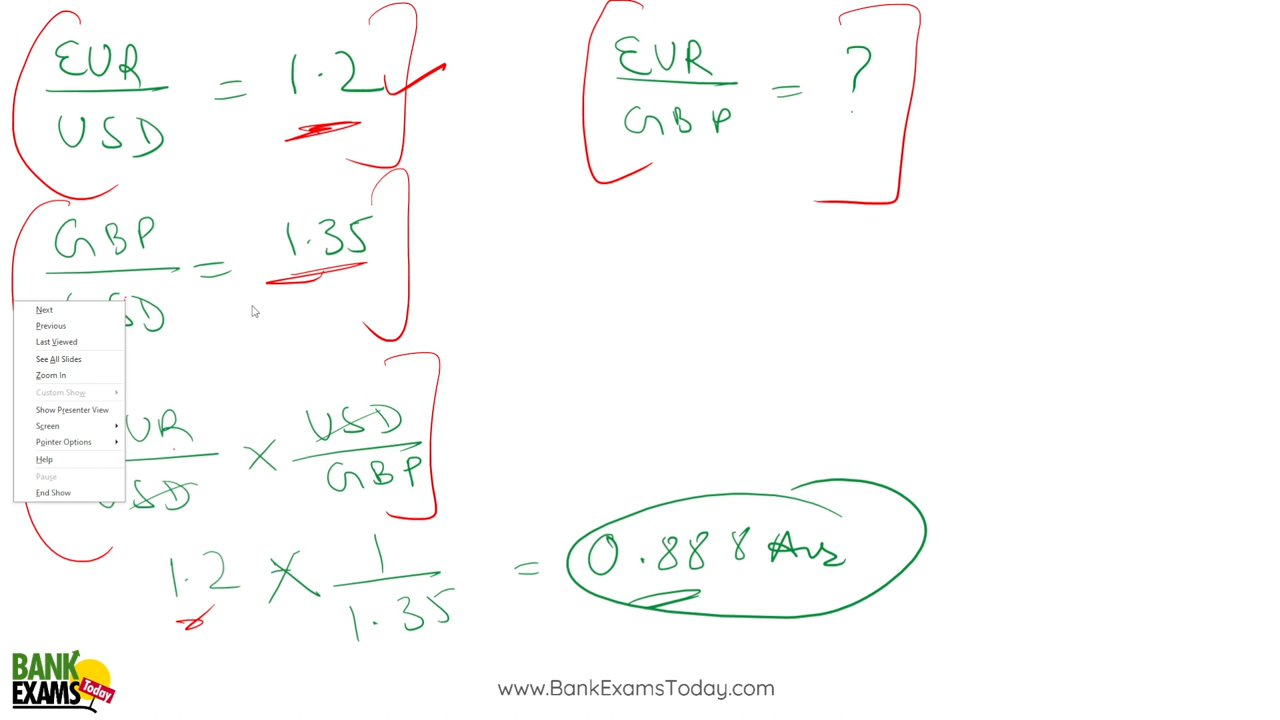 EUR
USD
= 1.2
EUR
GBP
= ?
GBP
= 1.35
Next
Previous
Last Viewed
See All Slides
Zoom In
Custom Show
Show Presenter View
Screen
Pointer Options
Help
Pause
End Show
× USD
GBP
1.2 × 1
1.35
= 0.888 Ans
BANK
EXAMS
Today
www.BankExamsToday.com